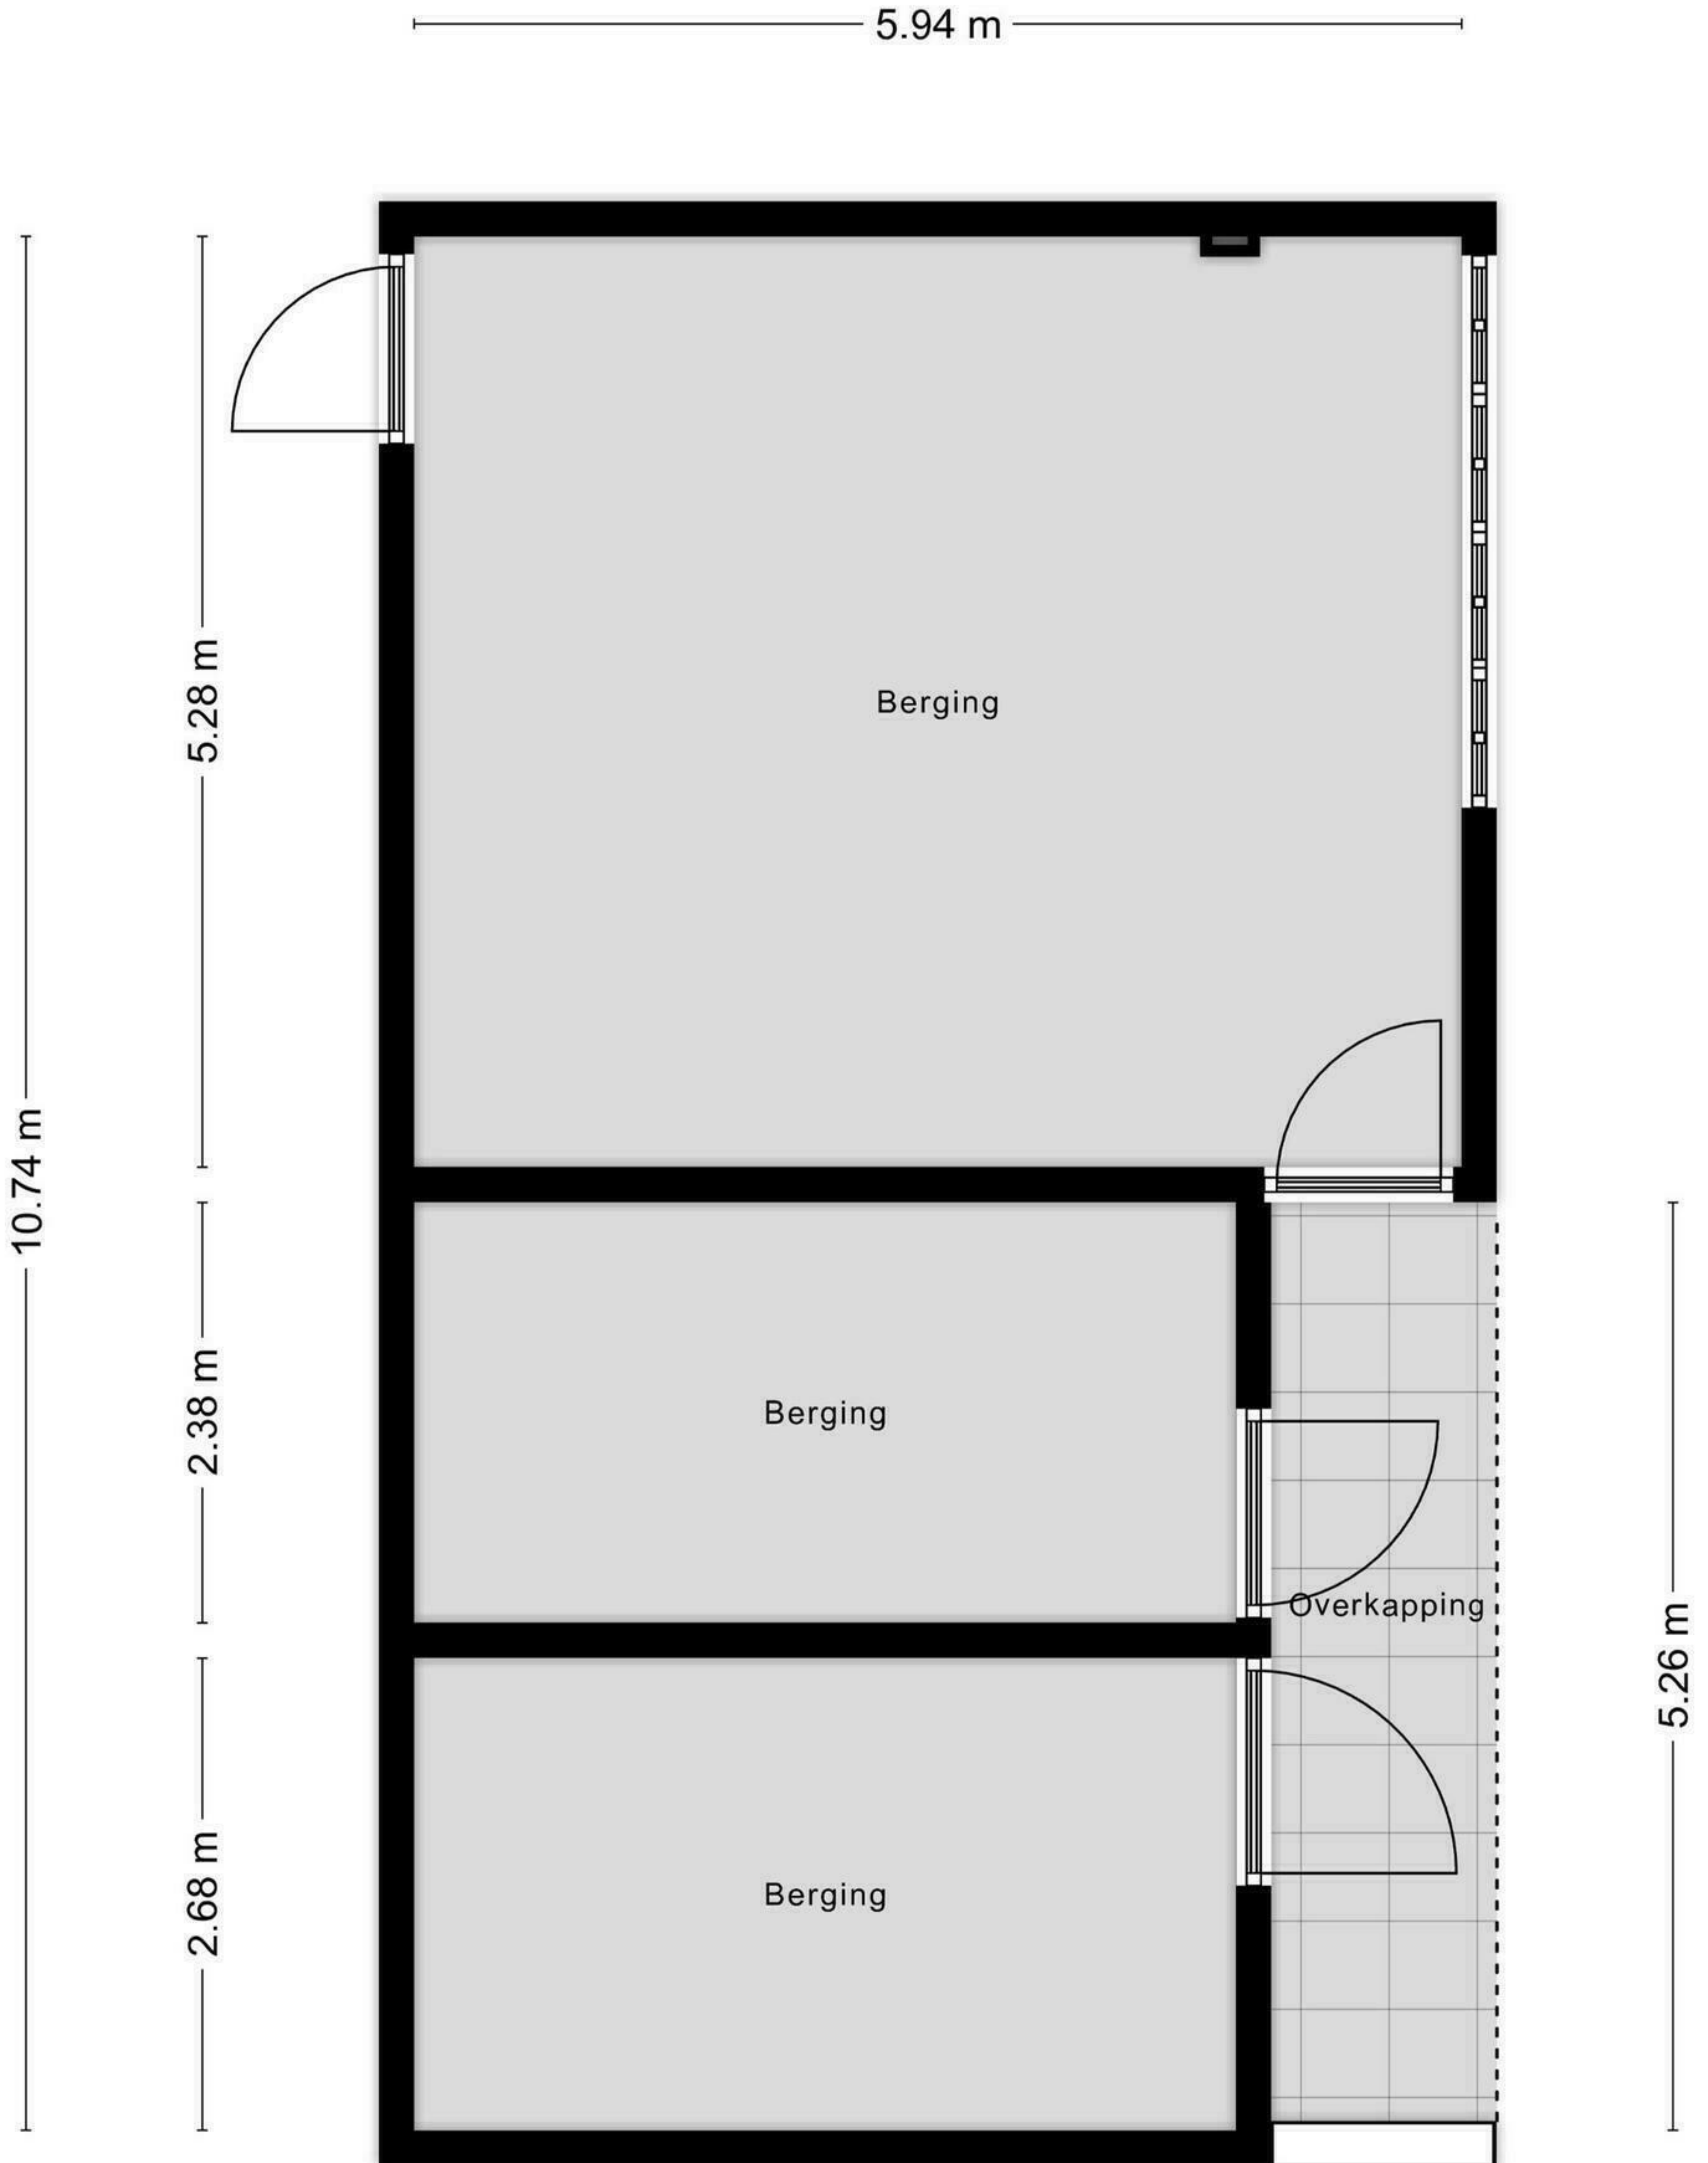 5.94 m
5.28 m
Berging
10.74 m
2.38 m
Berging
Overkapping
5.26 m
2.68 m
Berging